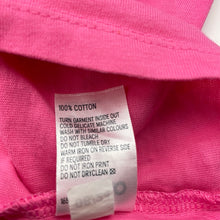 100% COTTON
TURN GARMENT INSIDE OUT
COLD DELICATE MACHINE
WASH WITH SIMILAR COLOURS
DO NOT BLEACH
DO NOT TUMBLE DRY
WARM IRON ON REVERSE SIDE
IF REQUIRED
DO NOT IRON PRINT
DO NOT DRYCLEAN